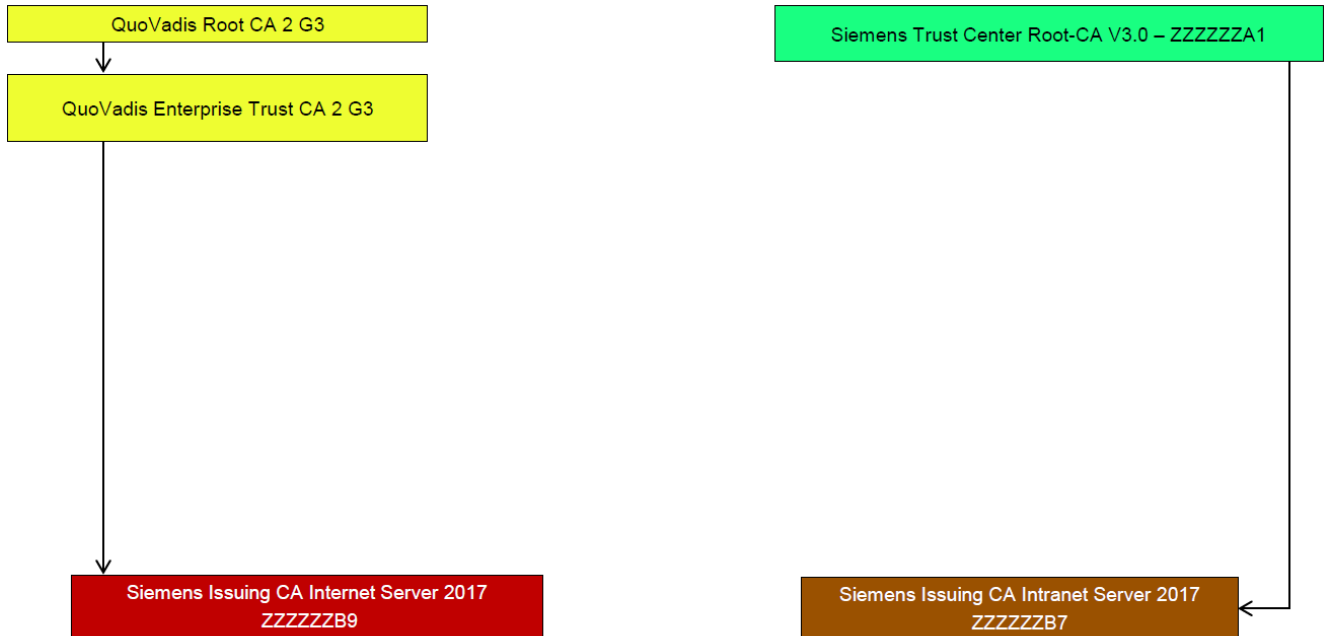 QuoVadis Root CA 2 G3
Siemens Trust Center Root-CA V3.0 – ZZZZZZA1
QuoVadis Enterprise Trust CA 2 G3
Siemens Issuing CA Internet Server 2017
ZZZZZZB9
Siemens Issuing CA Intranet Server 2017
ZZZZZZB7